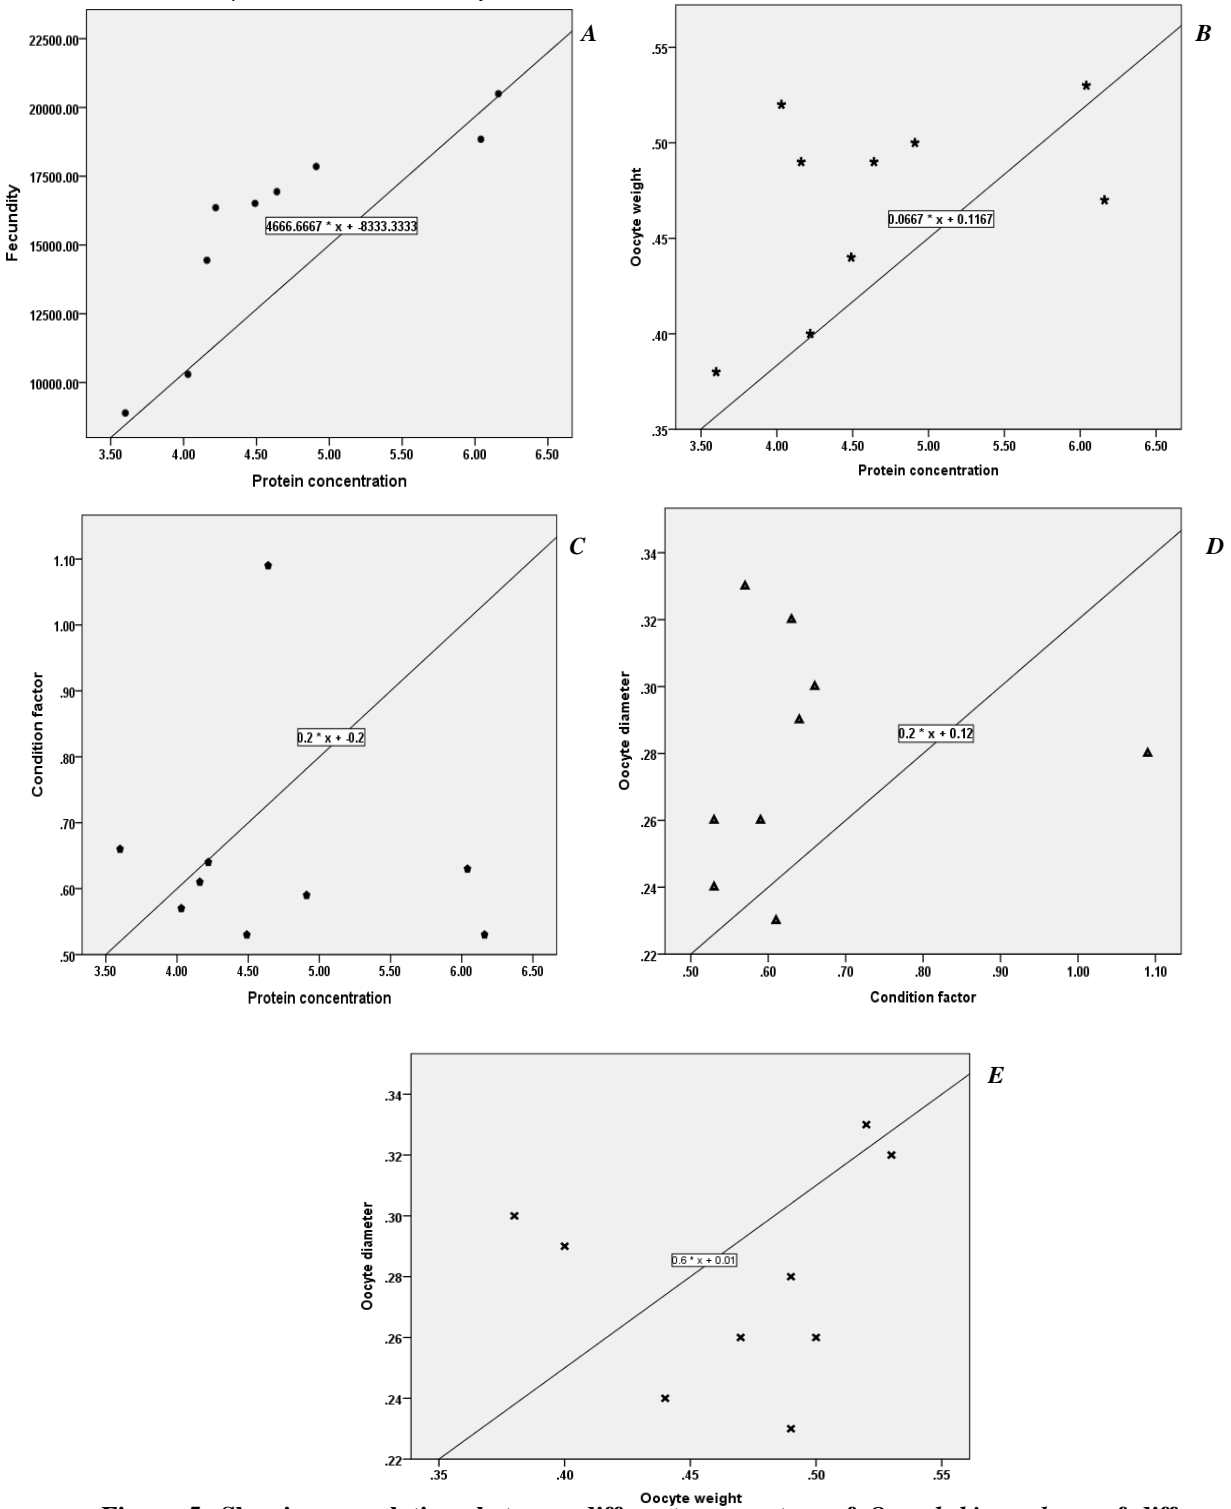 A
22500.00
20000.00
17500.00
15000.00
12500.00
10000.00
Fecundity
4666.6667 * x + -8333.3333
3.50 4.00 4.50 5.00 5.50 6.00 6.50
Protein concentration
B
.55
.50
.45
.40
.35
Oocyte weight
0.0667 * x + 0.1167
3.50 4.00 4.50 5.00 5.50 6.00 6.50
Protein concentration
C
1.10
1.00
.90
.80
.70
.60
.50
Condition factor
0.2 * x + -0.2
3.50 4.00 4.50 5.00 5.50 6.00 6.50
Protein concentration
D
.34
.32
.30
.28
.26
.24
.22
Oocyte diameter
0.2 * x + 0.12
.50 .60 .70 .80 .90 1.00 1.10
Condition factor
E
.34
.32
.30
.28
.26
.24
.22
Oocyte diameter
0.6 * x + 0.01
.35 .40 .45 .50 .55
Oocyte weight